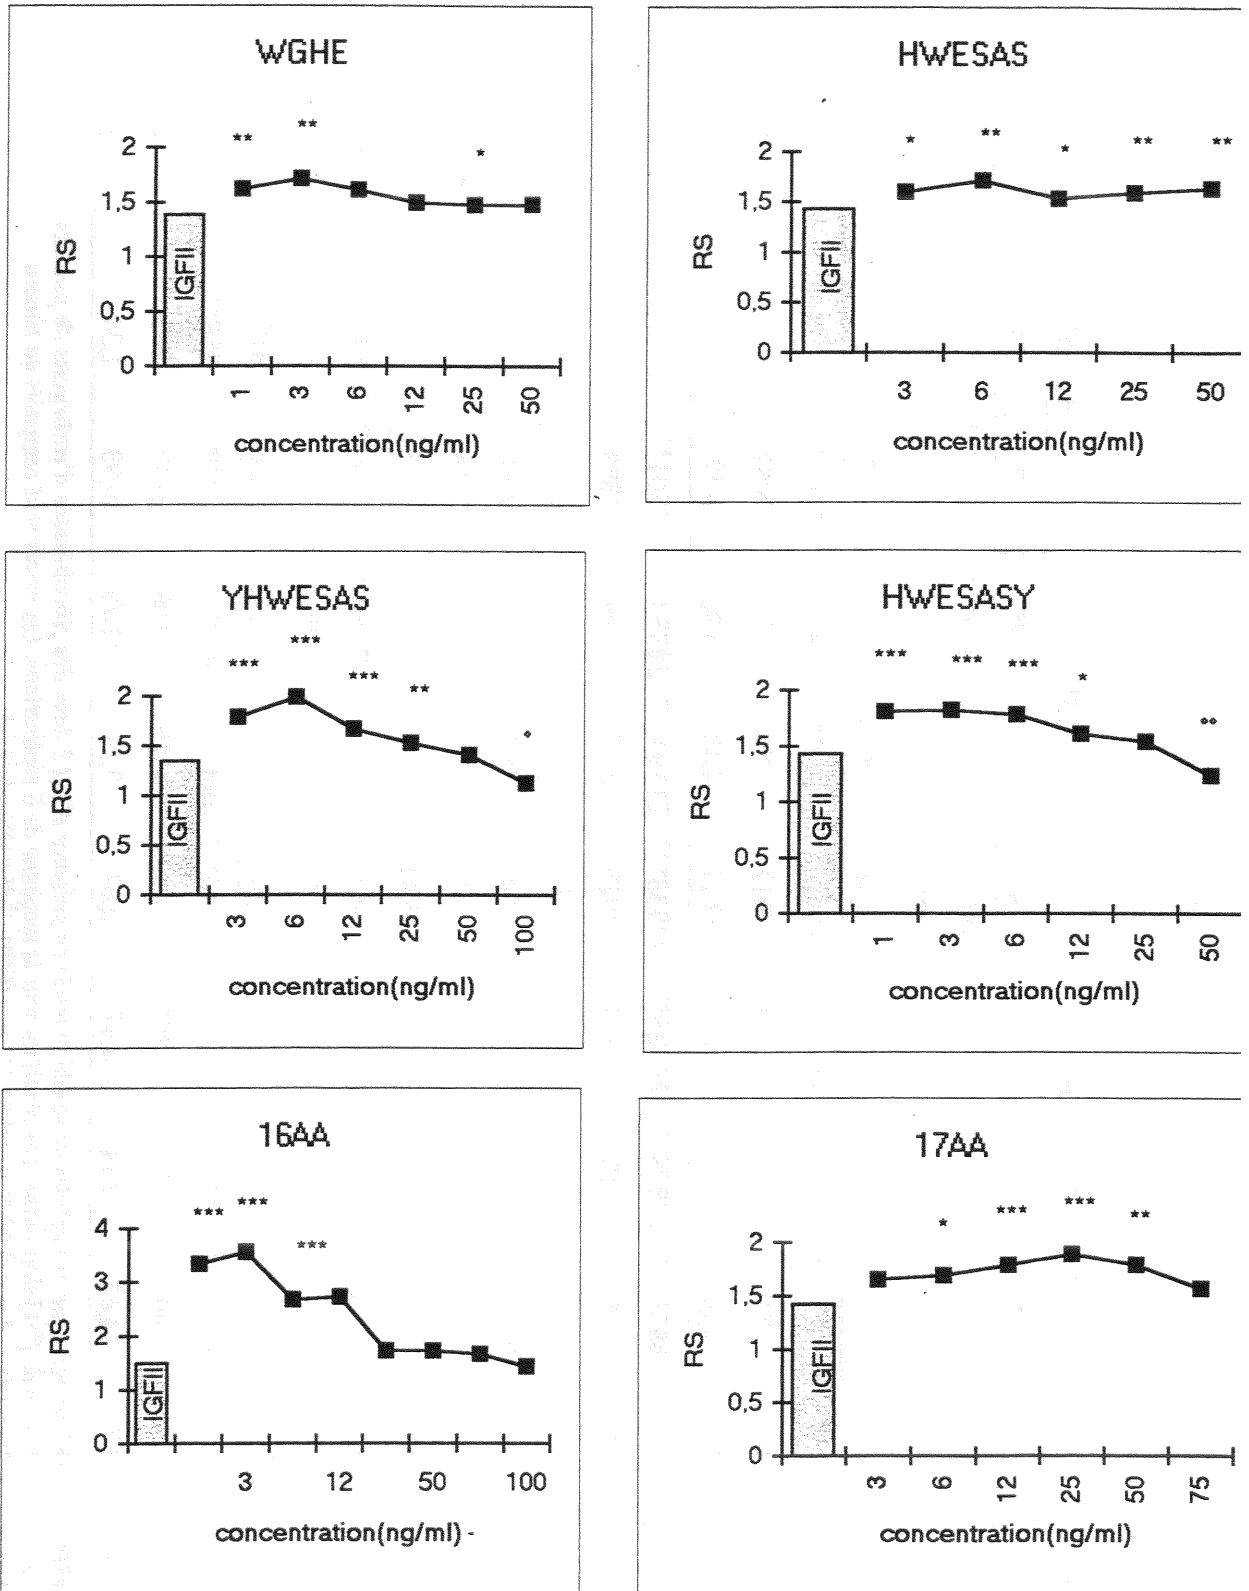 WGHE
** ** *
2
1,5
1
0,5
0
RS
IGFII
1 3 6 12 25 50
concentration(ng/ml)
HWESAS
* ** * ** **
2
1,5
1
0,5
0
RS
IGFII
3 6 12 25 50
concentration(ng/ml)
YHWESAS
*** *** *** ** °
2
1,5
1
0,5
0
RS
IGFII
3 6 12 25 50 100
concentration(ng/ml)
HWESASY
*** *** *** * °°
2
1,5
1
0,5
0
RS
IGFII
1 3 6 12 25 50
concentration(ng/ml)
16AA
*** *** ***
4
3
2
1
0
RS
IGFII
3 12 50 100
concentration(ng/ml)
17AA
* *** *** **
2
1,5
1
0,5
0
RS
IGFII
3 6 12 25 50 75
concentration(ng/ml)